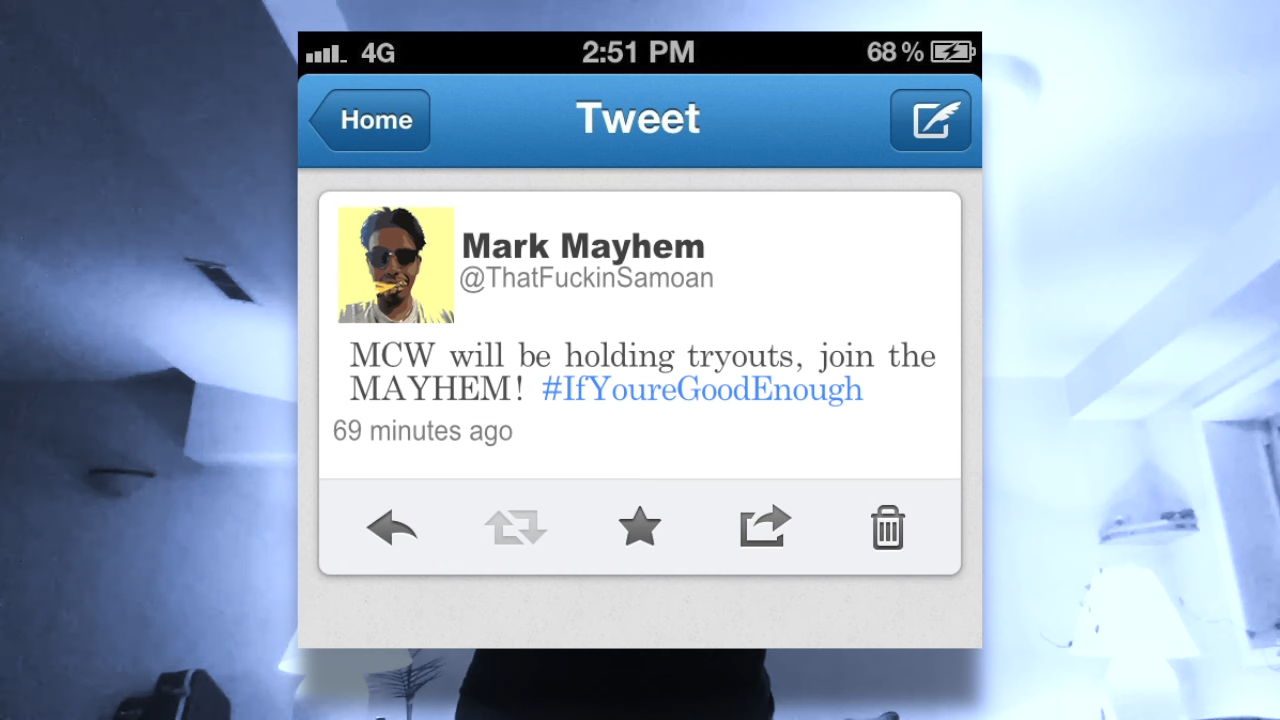 4G 2:51 PM 68%
Home Tweet
Mark Mayhem
@ThatFuckinSamoan
MCW will be holding tryouts, join the
MAYHEM! #IfYoureGoodEnough
69 minutes ago